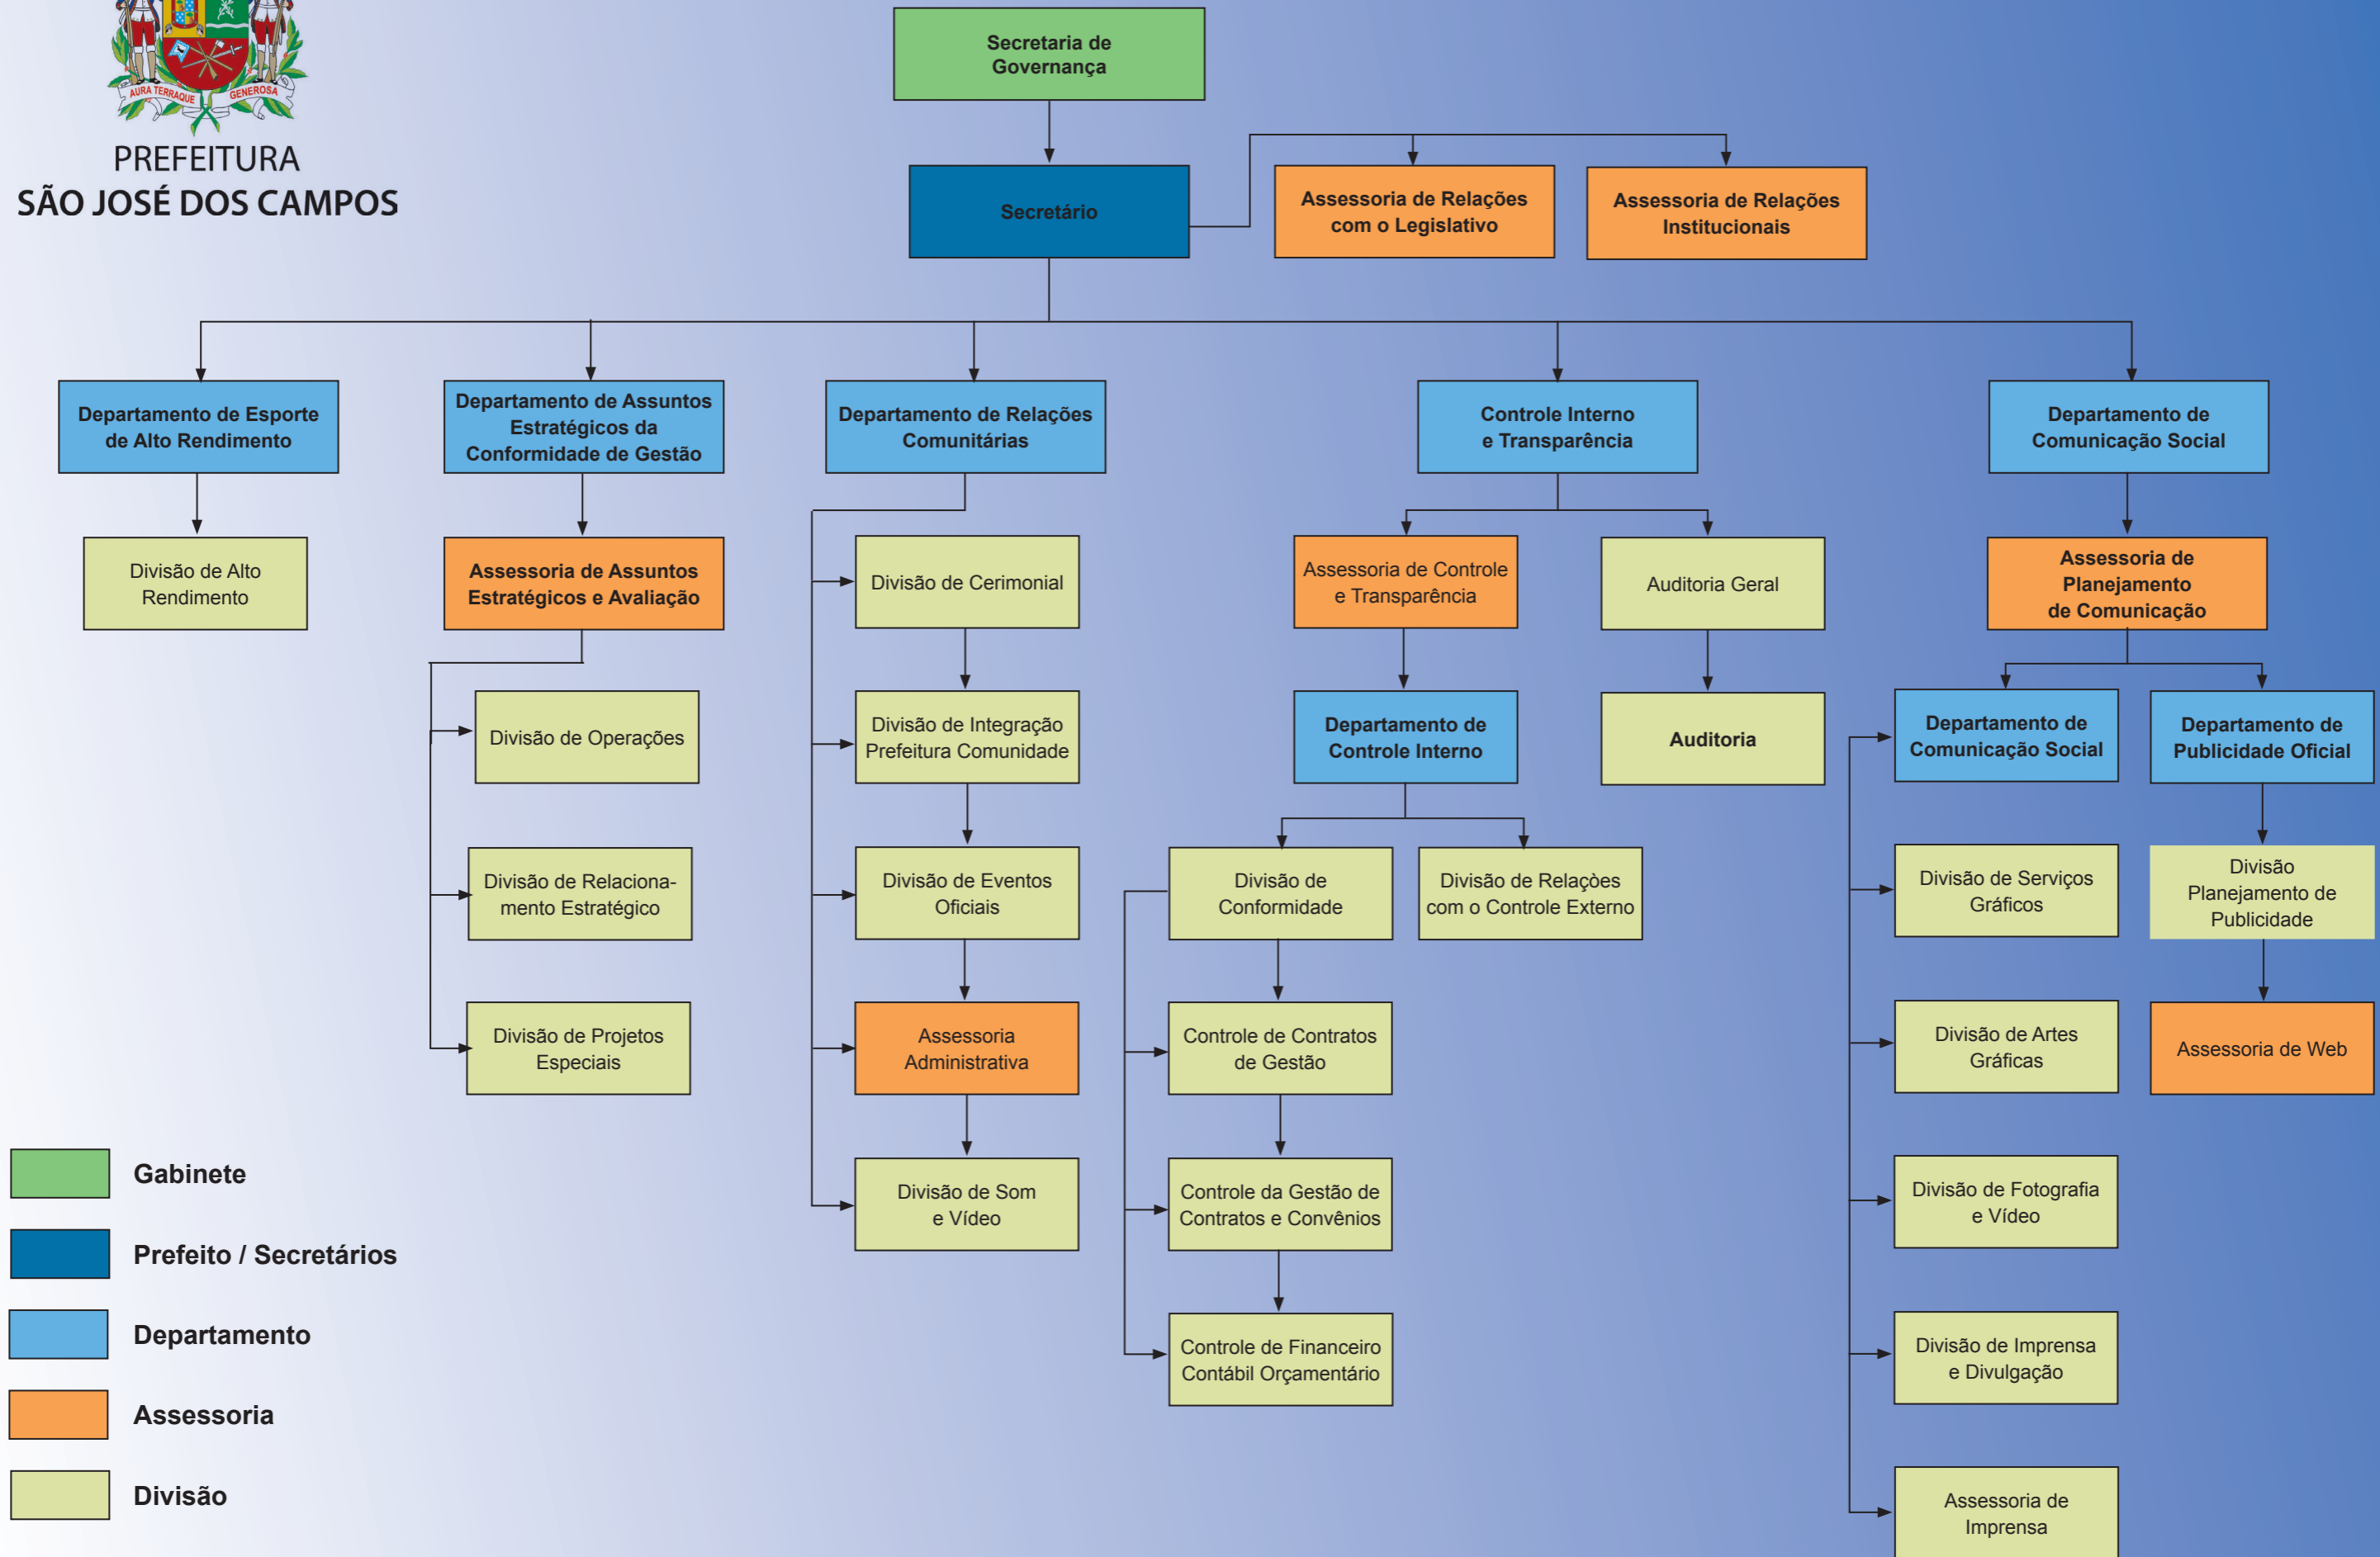 AURA TERRAQUE GENEROSA
PREFEITURA
SÃO JOSÉ DOS CAMPOS
Secretaria de
Governança
Secretário
Assessoria de Relações
com o Legislativo
Assessoria de Relações
Institucionais
Departamento de Esporte
de Alto Rendimento
Departamento de Assuntos
Estratégicos da
Conformidade de Gestão
Departamento de Relações
Comunitárias
Controle Interno
e Transparência
Departamento de
Comunicação Social
Divisão de Alto
Rendimento
Assessoria de Assuntos
Estratégicos e Avaliação
Divisão de Cerimonial
Assessoria de Controle
e Transparência
Auditoria Geral
Assessoria de
Planejamento
de Comunicação
Divisão de Operações
Divisão de Integração
Prefeitura Comunidade
Departamento de
Controle Interno
Auditoria
Departamento de
Comunicação Social
Departamento de
Publicidade Oficial
Divisão de Relaciona-
mento Estratégico
Divisão de Eventos
Oficiais
Divisão de
Conformidade
Divisão de Relaçòes
com o Controle Externo
Divisão de Serviços
Gráficos
Divisão
Planejamento de
Publicidade
Divisão de Projetos
Especiais
Assessoria
Administrativa
Controle de Contratos
de Gestão
Divisão de Artes
Gráficas
Assessoria de Web
Divisão de Som
e Vídeo
Controle da Gestão de
Contratos e Convênios
Divisão de Fotografia
e Vídeo
Controle de Financeiro
Contábil Orçamentário
Divisão de Imprensa
e Divulgação
Assessoria de
Imprensa
Gabinete
Prefeito / Secretários
Departamento
Assessoria
Divisão